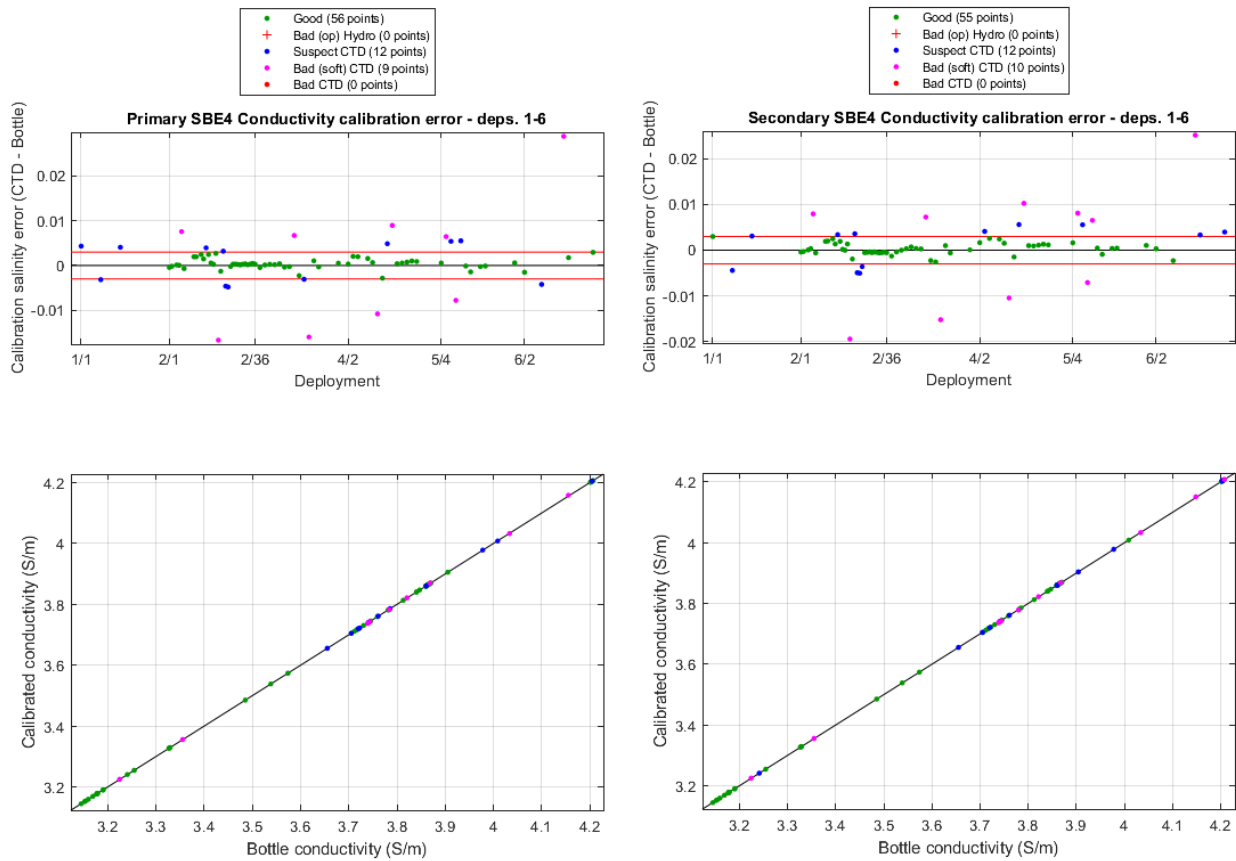 Good (56 points)
Bad (op) Hydro (0 points)
Suspect CTD (12 points)
Bad (soft) CTD (9 points)
Bad CTD (0 points)
Primary SBE4 Conductivity calibration error - deps. 1-6
Calibration salinity error (CTD - Bottle)
0.02
0.01
0
-0.01
1/1 2/1 2/36 4/2 5/4 6/2
Deployment
Good (55 points)
Bad (op) Hydro (0 points)
Suspect CTD (12 points)
Bad (soft) CTD (10 points)
Bad CTD (0 points)
Secondary SBE4 Conductivity calibration error - deps. 1-6
Calibration salinity error (CTD - Bottle)
0.02
0.01
0
-0.01
-0.02
1/1 2/1 2/36 4/2 5/4 6/2
Deployment
Calibrated conductivity (S/m)
4.2
4
3.8
3.6
3.4
3.2
3.2 3.3 3.4 3.5 3.6 3.7 3.8 3.9 4 4.1 4.2
Bottle conductivity (S/m)
Calibrated conductivity (S/m)
4.2
4
3.8
3.6
3.4
3.2
3.2 3.3 3.4 3.5 3.6 3.7 3.8 3.9 4 4.1 4.2
Bottle conductivity (S/m)